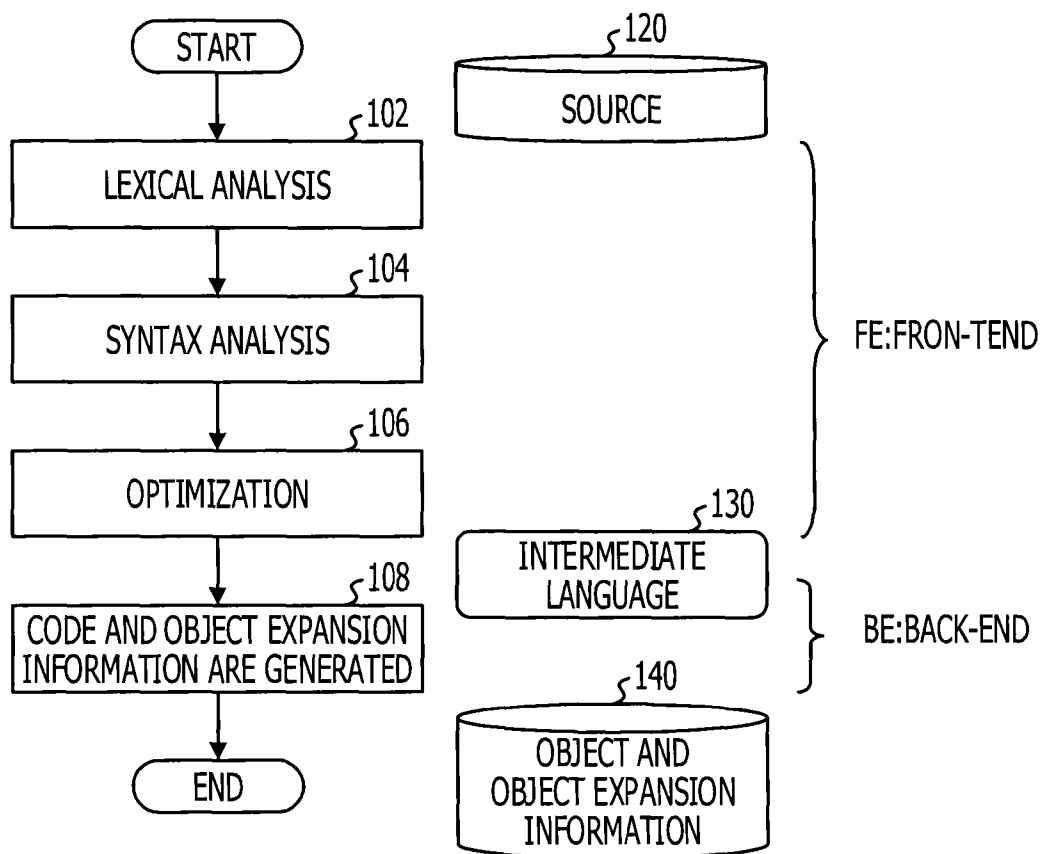 START
120
SOURCE
102
LEXICAL ANALYSIS
104
SYNTAX ANALYSIS
FE:FRON-TEND
106
OPTIMIZATION
130
INTERMEDIATE
LANGUAGE
108
CODE AND OBJECT EXPANSION
INFORMATION ARE GENERATED
BE:BACK-END
140
OBJECT AND
OBJECT EXPANSION
INFORMATION
END